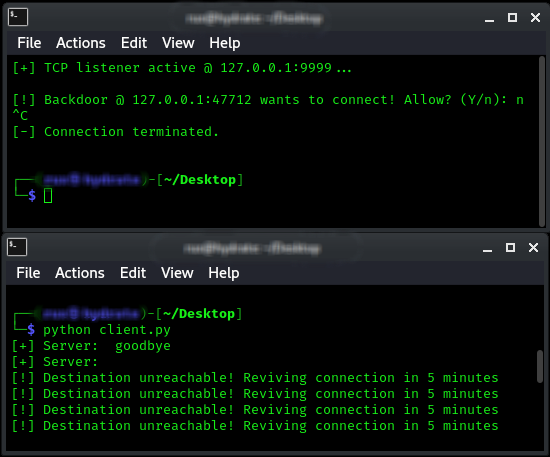 File Actions Edit View Help
[+] TCP listener active @ 127.0.0.1:9999...
[!] Backdoor @ 127.0.0.1:47712 wants to connect! Allow? (Y/n): n
^C
[-] Connection terminated.
-[~/Desktop]
$
File Actions Edit View Help
-[~/Desktop]
$ python client.py
[+] Server:  goodbye
[+] Server:
[!] Destination unreachable! Reviving connection in 5 minutes
[!] Destination unreachable! Reviving connection in 5 minutes
[!] Destination unreachable! Reviving connection in 5 minutes
[!] Destination unreachable! Reviving connection in 5 minutes